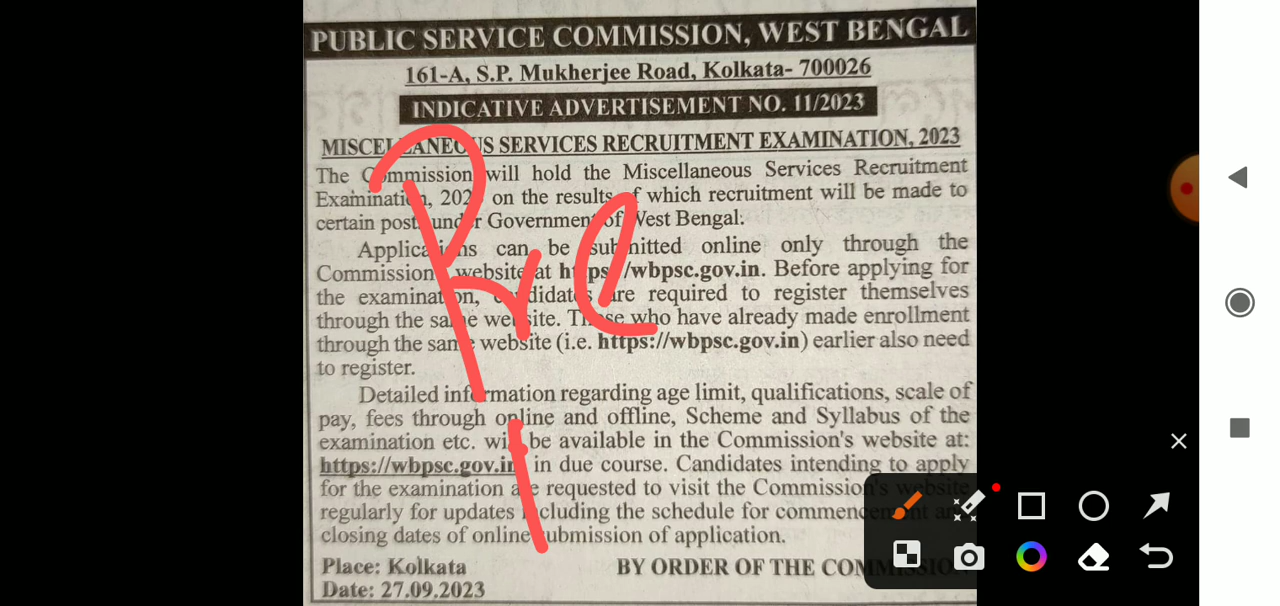 PUBLIC SERVICE COMMISSION, WEST BENGAL
161-A, S.P. Mukherjee Road, Kolkata- 700026
INDICATIVE ADVERTISEMENT NO. 11/2023
MISCELLANEOUS SERVICES RECRUITMENT EXAMINATION, 2023
The Commission will hold the Miscellaneous Services Recruitment
Examination, 2023 on the results of which recruitment will be made to
certain posts under Government of West Bengal:
Applications can be submitted online only through the
Commission's website at https://wbpsc.gov.in. Before applying for
the examination, candidates are required to register themselves
through the same website. Those who have already made enrollment
through the same website (i.e. https://wbpsc.gov.in) earlier also need
to register.
Detailed information regarding age limit, qualifications, scale of
pay, fees through online and offline, Scheme and Syllabus of the
examination etc. will be available in the Commission's website at:
https://wbpsc.gov.in in due course. Candidates intending to apply
for the examination are requested to visit the Commission's website
regularly for updates including the schedule for commencement and
closing dates of online submission of application.
Place: Kolkata BY ORDER OF THE COMMISSION
Date: 27.09.2023
Pre